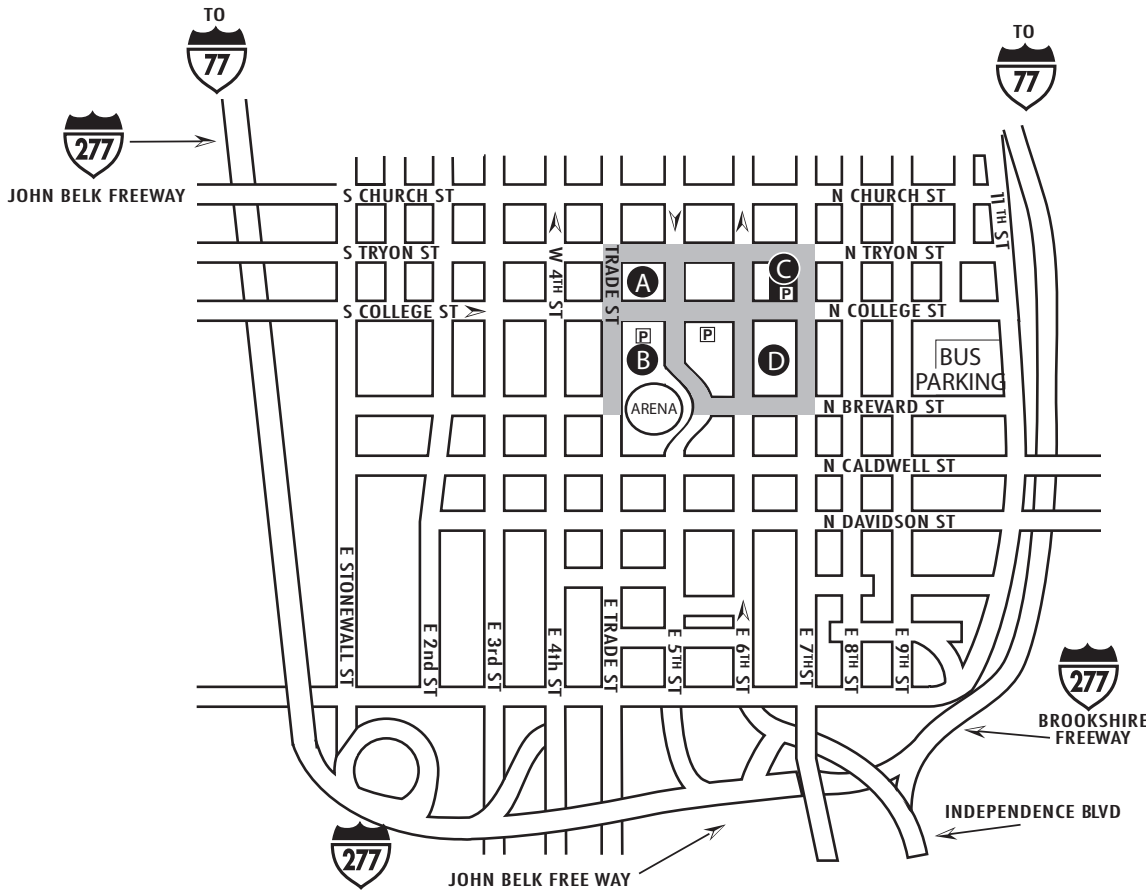 TO
77
TO
77
277
JOHN BELK FREEWAY
S CHURCH ST
N CHURCH ST
11TH ST
S TRYON ST
W 4TH ST
TRADE ST
N TRYON ST
A
C
P
S COLLEGE ST
N COLLEGE ST
P
P
B
D
BUS
PARKING
ARENA
N BREVARD ST
N CALDWELL ST
N DAVIDSON ST
E STONEWALL ST
E 2nd ST
E 3rd ST
E 4th ST
E TRADE ST
E 5TH ST
E 6TH ST
E 7TH ST
E 8TH ST
E 9TH ST
277
BROOKSHIRE
FREEWAY
INDEPENDENCE BLVD
277
JOHN BELK FREE WAY